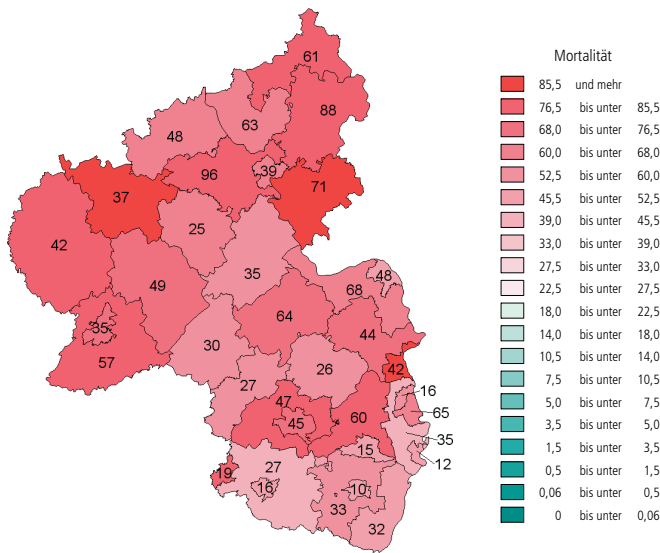 Mortalität
85,5 und mehr
76,5 bis unter 85,5
68,0 bis unter 76,5
60,0 bis unter 68,0
52,5 bis unter 60,0
45,5 bis unter 52,5
39,0 bis unter 45,5
33,0 bis unter 39,0
27,5 bis unter 33,0
22,5 bis unter 27,5
18,0 bis unter 22,5
14,0 bis unter 18,0
10,5 bis unter 14,0
7,5 bis unter 10,5
5,0 bis unter 7,5
3,5 bis unter 5,0
1,5 bis unter 3,5
0,5 bis unter 1,5
0,06 bis unter 0,5
0 bis unter 0,06
61
88
63
48
39
96
71
37
25
42
35
48
68
49
64
35
44
30
57
26
42
27
16
47
65
60
45
35
15
12
27
19
16
10
33
32